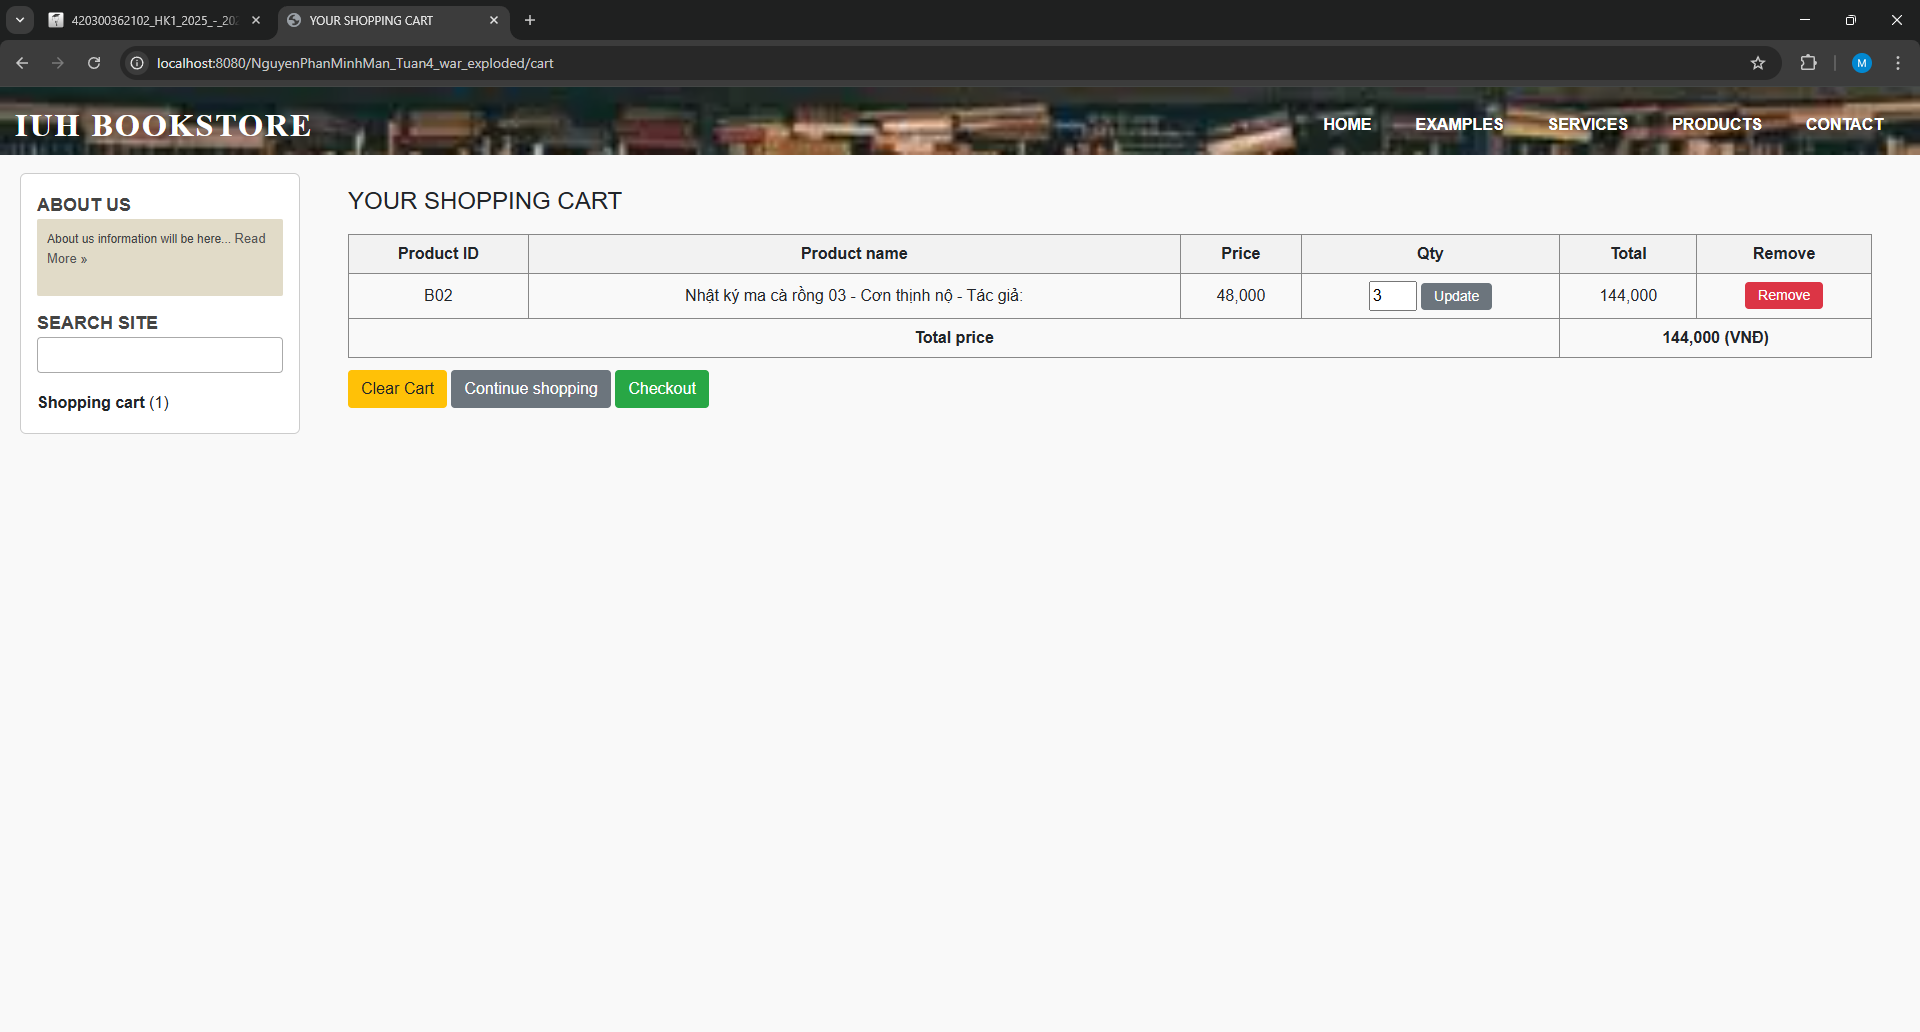 420300362102_HK1_2025_-_202
YOUR SHOPPING CART
localhost:8080/NguyenPhanMinhMan_Tuan4_war_exploded/cart
M
IUH BOOKSTORE
HOME EXAMPLES SERVICES PRODUCTS CONTACT
ABOUT US
About us information will be here... Read
More »
SEARCH SITE
Shopping cart (1)
YOUR SHOPPING CART
Product ID Product name Price Qty Total Remove
B02 Nhật ký ma cà rồng 03 - Cơn thịnh nộ - Tác giả: 48,000 3 Update 144,000 Remove
Total price 144,000 (VNĐ)
Clear Cart Continue shopping Checkout